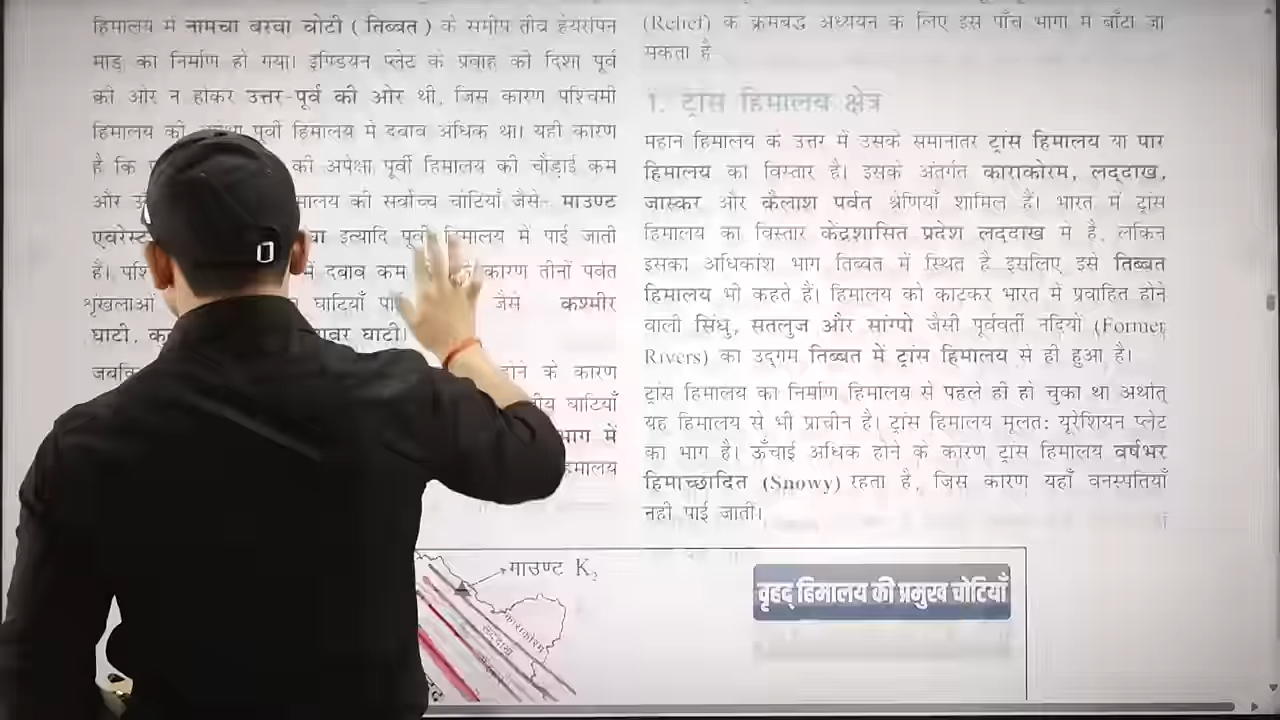 हिमालय में नामचा बरवा चोटी ( तिब्बत ) के समीप तीव्र हेयरपिन
मोड़ का निर्माण हो गया। इण्डियन प्लेट के प्रवाह की दिशा पूर्व
की ओर न होकर उत्तर-पूर्व की ओर थी, जिस कारण पश्चिमी
हिमालय की पूर्वी हिमालय में दबाव अधिक था। यही कारण
है कि की अपेक्षा पूर्वी हिमालय की चौड़ाई कम
और की सर्वोच्च चोटियाँ जैसे- माउण्ट
एवरेस्ट इत्यादि पूर्वी हिमालय में पाई जाती
हैं। में दबाव कम कारण तीनों पर्वत
शृंखलाओं घाटियाँ जैसे कश्मीर
घाटी, घाटी।
होने के कारण
घाटियाँ
भाग में
(Relief) के क्रमबद्ध अध्ययन के लिए इसे पाँच भागों में बाँटा जा
सकता है
1. ट्रांस हिमालय क्षेत्र
महान हिमालय के उत्तर में उसके समानांतर ट्रांस हिमालय या पार
हिमालय का विस्तार है। इसके अंतर्गत काराकोरम, लद्दाख,
जास्कर और कैलाश पर्वत श्रेणियाँ शामिल हैं। भारत में ट्रांस
हिमालय का विस्तार केंद्रशासित प्रदेश लद्दाख में है, लेकिन
इसका अधिकांश भाग तिब्बत में स्थित है इसलिए इसे तिब्बत
हिमालय भी कहते हैं। हिमालय को काटकर भारत में प्रवाहित होने
वाली सिंधु, सतलुज और सांग्पो जैसी पूर्ववर्ती नदियों (Former
Rivers) का उद्गम तिब्बत में ट्रांस हिमालय से ही हुआ है।
ट्रांस हिमालय का निर्माण हिमालय से पहले ही हो चुका था अर्थात्
यह हिमालय से भी प्राचीन है। ट्रांस हिमालय मूलत: यूरेशियन प्लेट
का भाग है। ऊँचाई अधिक होने के कारण ट्रांस हिमालय वर्षभर
हिमाच्छादित (Snowy) रहता है, जिस कारण यहाँ वनस्पतियाँ
नही पाई जाती।
माउण्ट K₂
काराकोरम
लद्दाख
वृहद् हिमालय की प्रमुख चोटियाँ